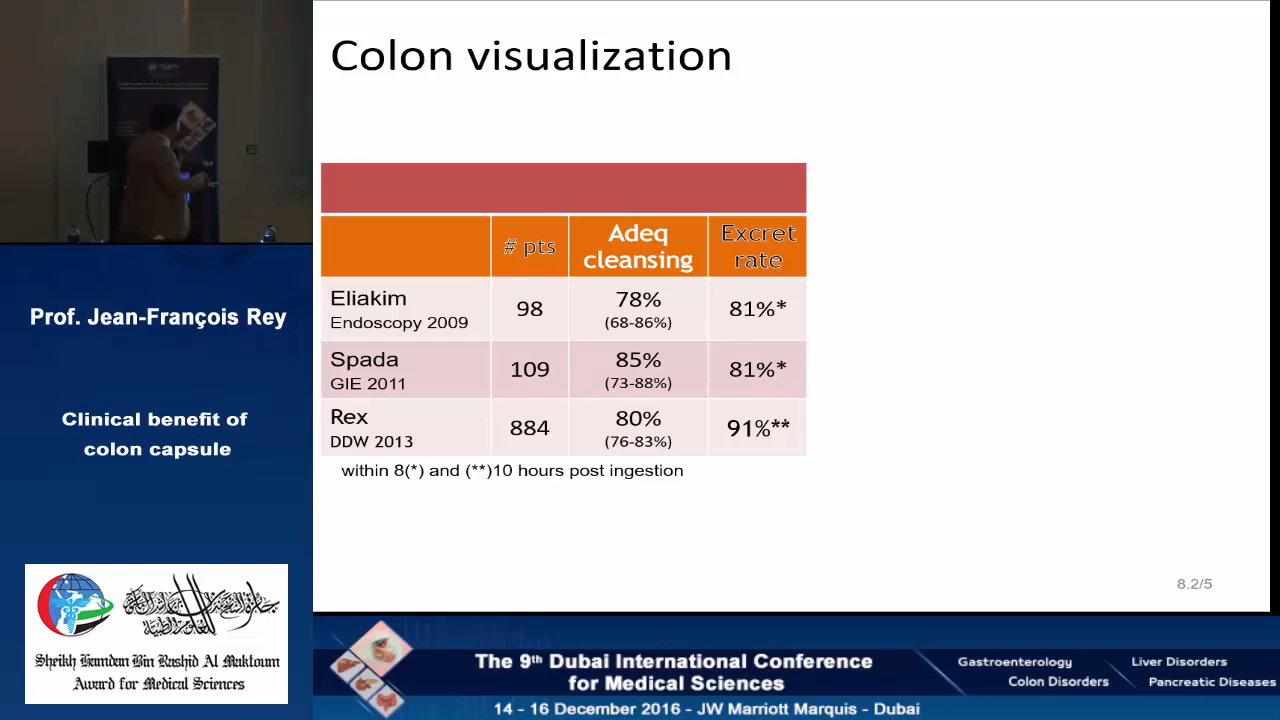 Colon visualization
# pts
Adeq cleansing
Excret rate
Eliakim
Endoscopy 2009
98
78%
(68-86%)
81%*
Spada
GIE 2011
109
85%
(73-88%)
81%*
Rex
DDW 2013
884
80%
(76-83%)
91%**
within 8(*) and (**)10 hours post ingestion
8.2/5
Prof. Jean-François Rey
Clinical benefit of
colon capsule
Sheikh Hamdan Bin Rashid Al Maktoum
Award for Medical Sciences
The 9th Dubai International Conference
for Medical Sciences
14 - 16 December 2016 - JW Marriott Marquis - Dubai
Gastroenterology
Liver Disorders
Colon Disorders
Pancreatic Diseases